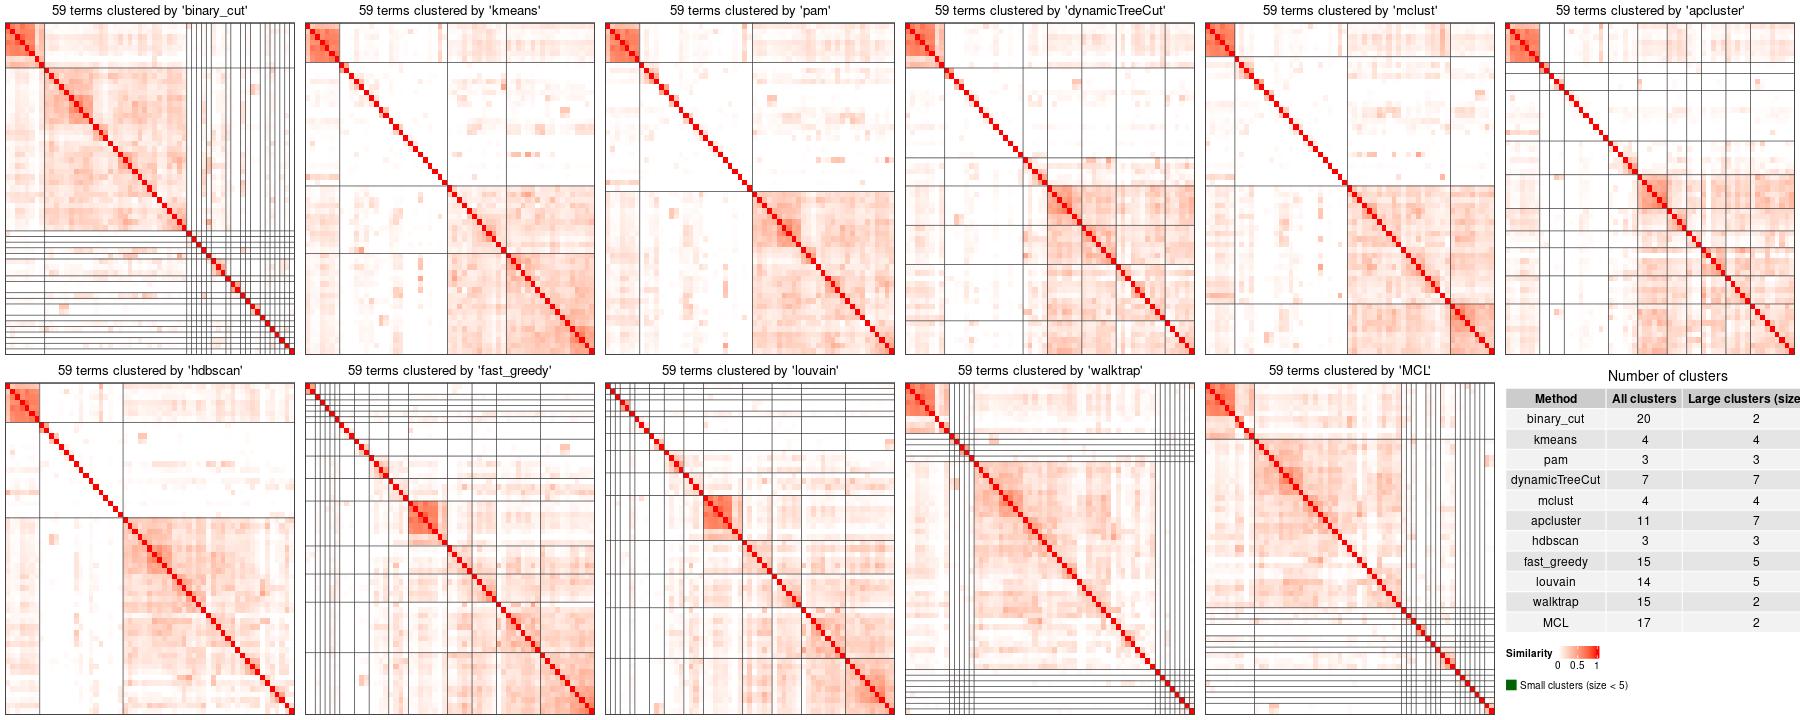 59 terms clustered by 'binary_cut'
59 terms clustered by 'kmeans'
59 terms clustered by 'pam'
59 terms clustered by 'dynamicTreeCut'
59 terms clustered by 'mclust'
59 terms clustered by 'apcluster'
59 terms clustered by 'hdbscan'
59 terms clustered by 'fast_greedy'
59 terms clustered by 'louvain'
59 terms clustered by 'walktrap'
59 terms clustered by 'MCL'
Number of clusters
Method All clusters Large clusters (size
binary_cut 20 2
kmeans 4 4
pam 3 3
dynamicTreeCut 7 7
mclust 4 4
apcluster 11 7
hdbscan 3 3
fast_greedy 15 5
louvain 14 5
walktrap 15 2
MCL 17 2
Similarity
0 0.5 1
Small clusters (size < 5)